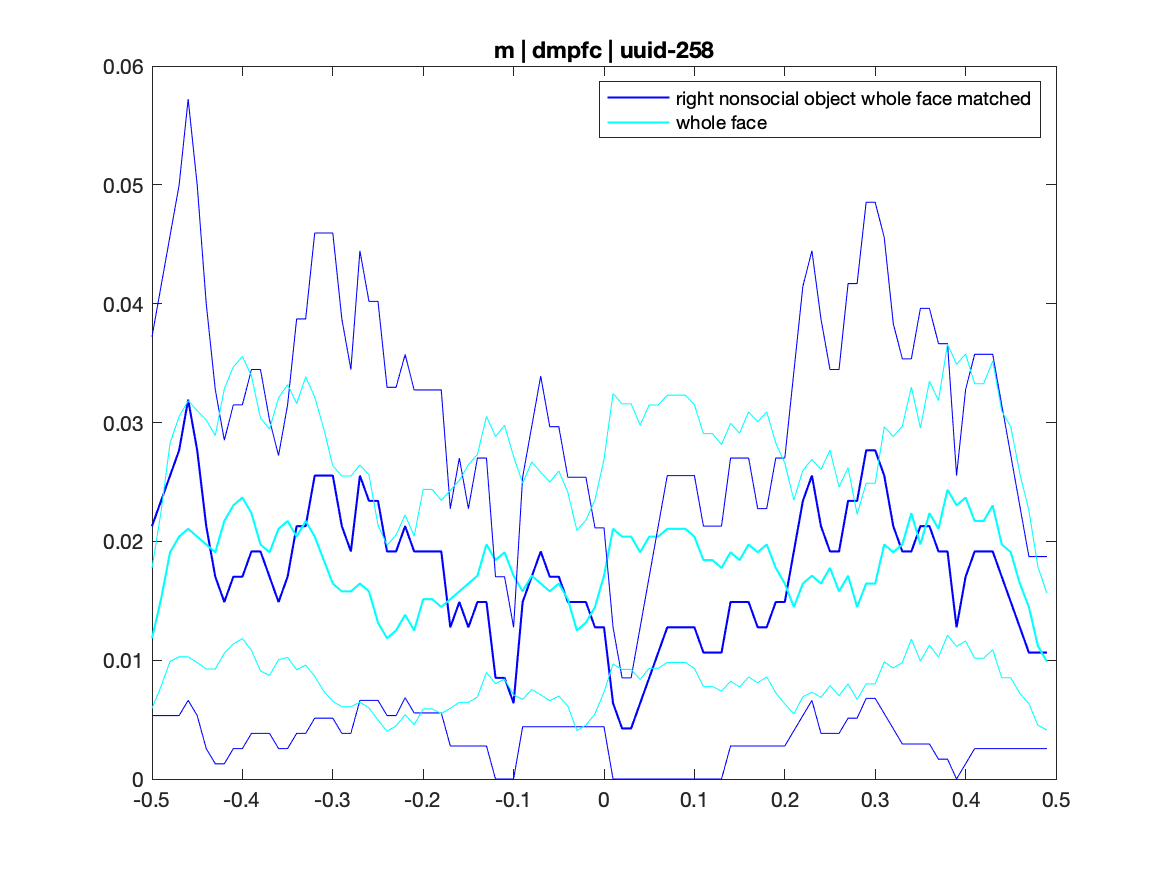 m | dmpfc | uuid-258
right nonsocial object whole face matched
whole face
0.06
0.05
0.04
0.03
0.02
0.01
0
-0.5 -0.4 -0.3 -0.2 -0.1 0 0.1 0.2 0.3 0.4 0.5